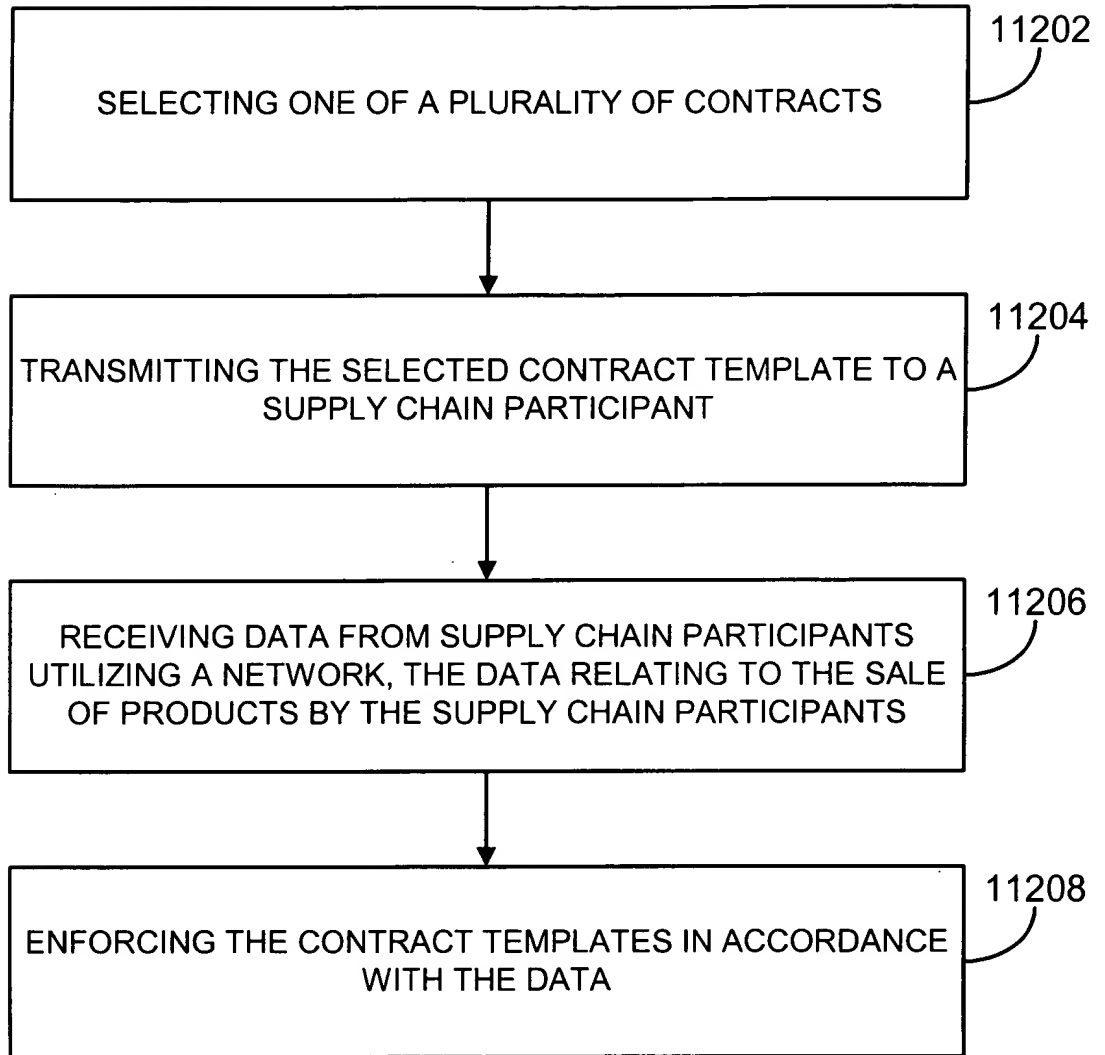 11202
SELECTING ONE OF A PLURALITY OF CONTRACTS
11204
TRANSMITTING THE SELECTED CONTRACT TEMPLATE TO A
SUPPLY CHAIN PARTICIPANT
11206
RECEIVING DATA FROM SUPPLY CHAIN PARTICIPANTS
UTILIZING A NETWORK, THE DATA RELATING TO THE SALE
OF PRODUCTS BY THE SUPPLY CHAIN PARTICIPANTS
11208
ENFORCING THE CONTRACT TEMPLATES IN ACCORDANCE
WITH THE DATA